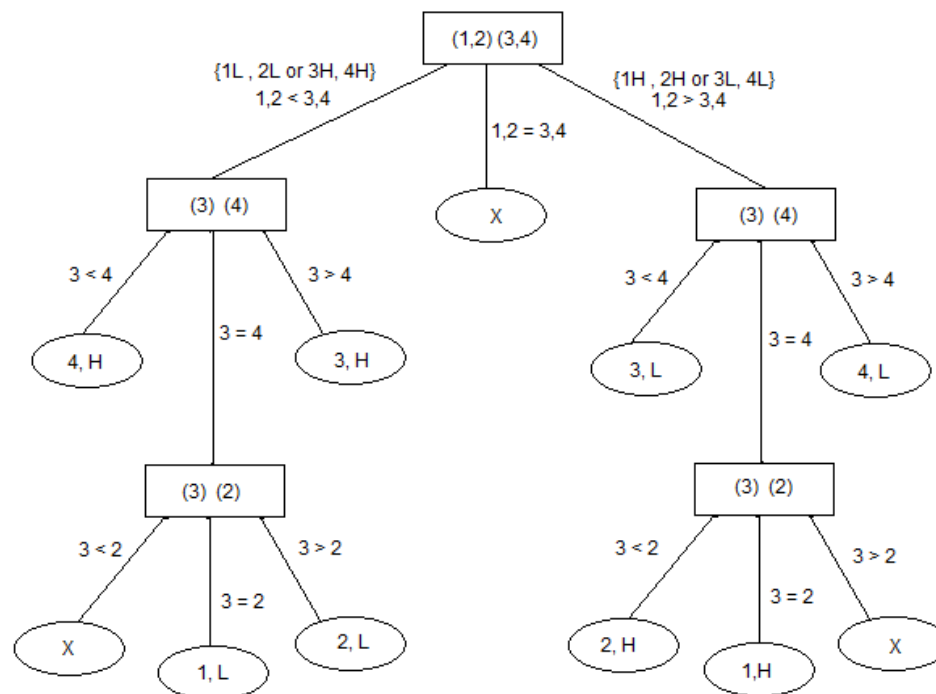 (1,2) (3,4)
{1L , 2L or 3H, 4H}
1,2 < 3,4
1,2 = 3,4
{1H , 2H or 3L, 4L}
1,2 > 3,4
(3) (4)
X
(3) (4)
3 < 4
3 = 4
3 > 4
3 < 4
3 = 4
3 > 4
4, H
3, H
3, L
4, L
(3) (2)
(3) (2)
3 < 2
3 = 2
3 > 2
3 < 2
3 = 2
3 > 2
X
1, L
2, L
2, H
1,H
X